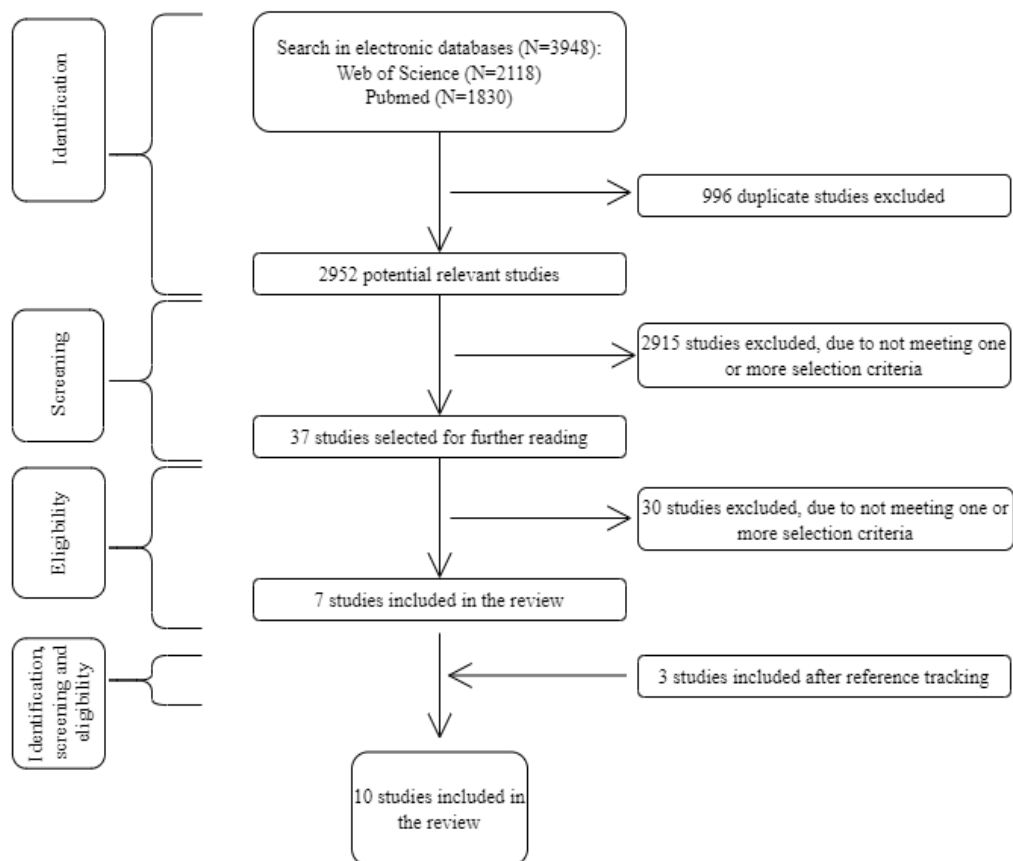 Identification
Search in electronic databases (N=3948):
Web of Science (N=2118)
Pubmed (N=1830)
996 duplicate studies excluded
2952 potential relevant studies
Screening
2915 studies excluded, due to not meeting one
or more selection criteria
37 studies selected for further reading
Eligibility
30 studies excluded, due to not meeting one or
more selection criteria
7 studies included in the review
Identification,
screening and
eligibility
3 studies included after reference tracking
10 studies included in
the review